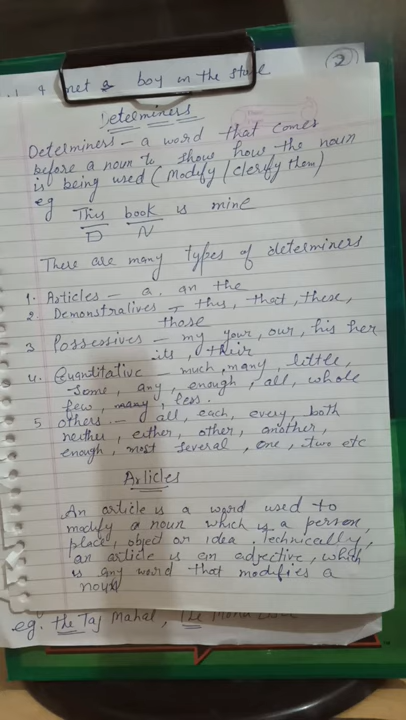 met a boy on the stage
2
Determiners
Determiners - a word that comes
before a noun to show how the noun
is being used (Modify / clerify them)
eg This book is mine
D N
There are many types of determiners
1. Articles - a. an the
2 Demonstratives - this, that, these,
those
3 Possessives - my your, our, his her
its, their
4. Quantitative - much, many, little,
some, any, enough, all, whole
few, many, less.
5 others - all, each, every, both
neither, either, other, another,
enough, most several, one, two etc
Articles
An article is a word used to
modify a noun which is a person,
place, object or idea. Technically,
an article is an adjective, which
is any word that modifies a
noun
eg: the Taj Mahal, The